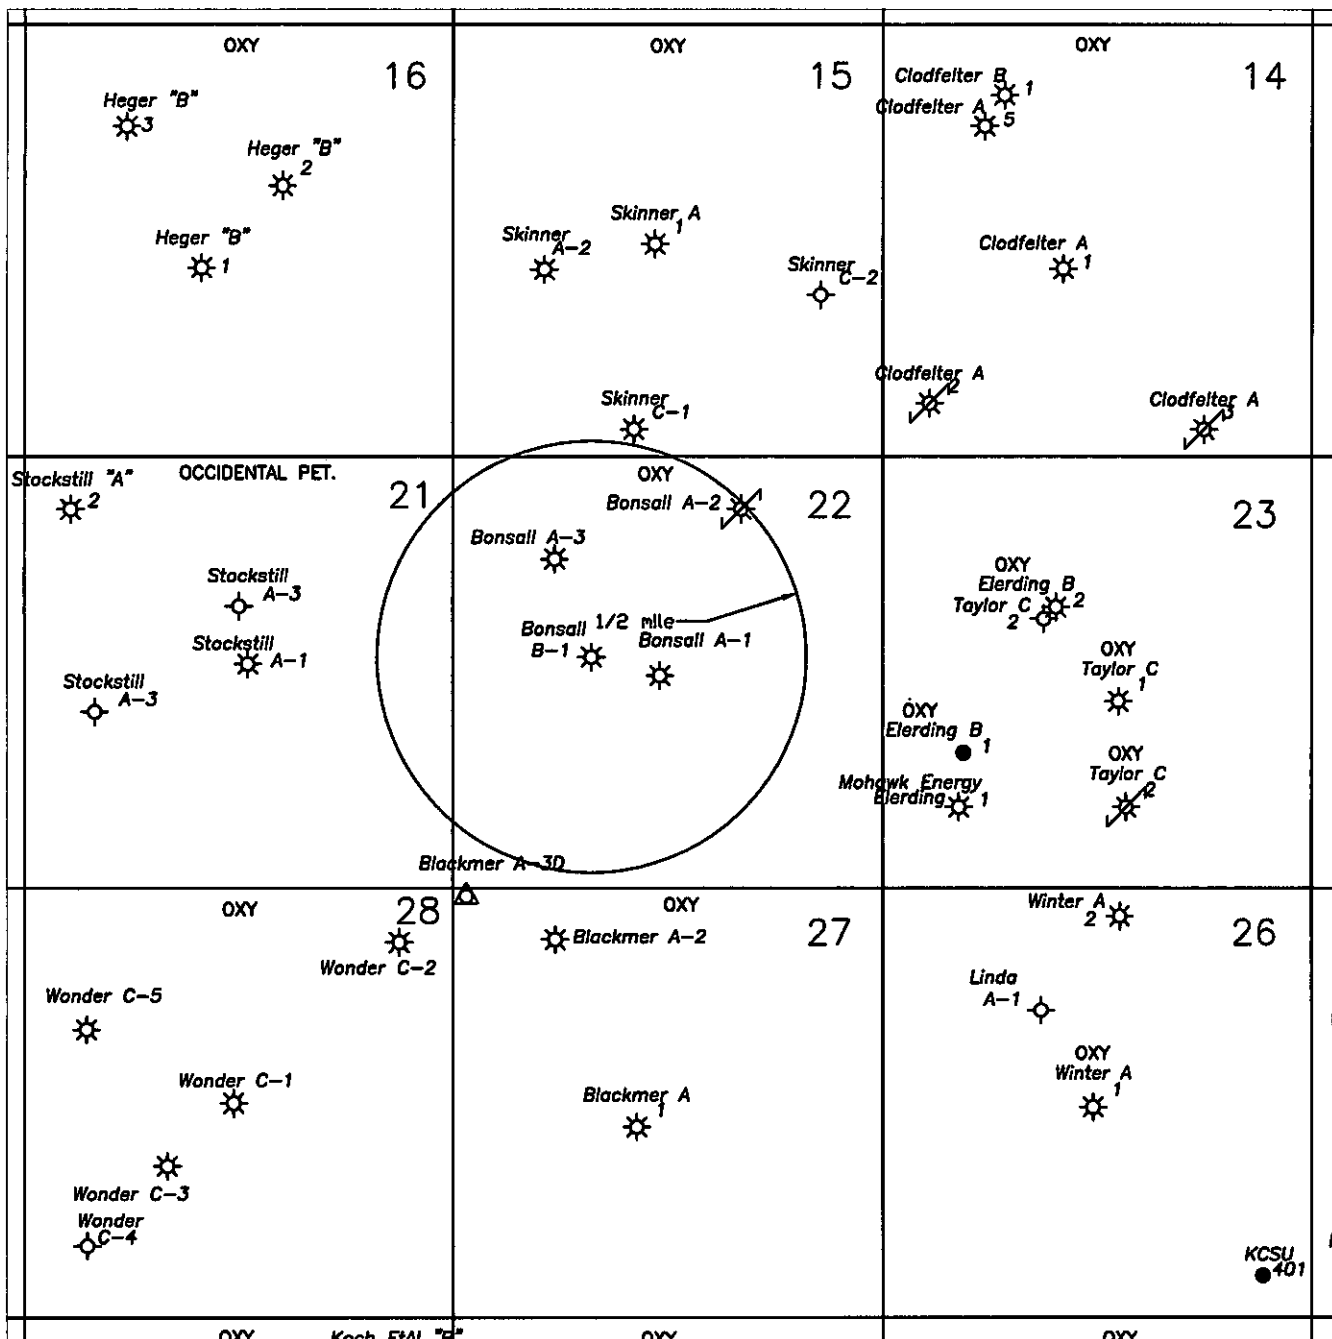 OXY
16
Heger "B"
3
Heger "B"
2
Heger "B"
1
OXY
15
Skinner A
1
Skinner
A-2
Skinner
C-2
Skinner
C-1
OXY
14
Clodfelter B
1
Clodfelter A
5
Clodfelter A
1
Clodfelter A
2
Clodfelter A
3
OCCIDENTAL PET.
21
Stockstill "A"
2
Stockstill
A-3
Stockstill
A-1
Stockstill
A-3
OXY
22
Bonsall A-2
Bonsall A-3
1/2 mile
Bonsall
B-1
Bonsall A-1
23
OXY
Elerding B
2
Taylor C
2
OXY
Taylor C
1
OXY
Elerding B
1
Mohawk Energy
Elerding 1
OXY
Taylor C
2
Blackmer A-3D
OXY
28
Wonder C-2
Wonder C-5
Wonder C-1
Wonder C-3
Wonder
C-4
OXY
27
Blackmer A-2
Blackmer A
1
26
Winter A
2
Linda
A-1
OXY
Winter A
1
KCSU
401
OXY
Koch EtAl "B"
OXY
OXY